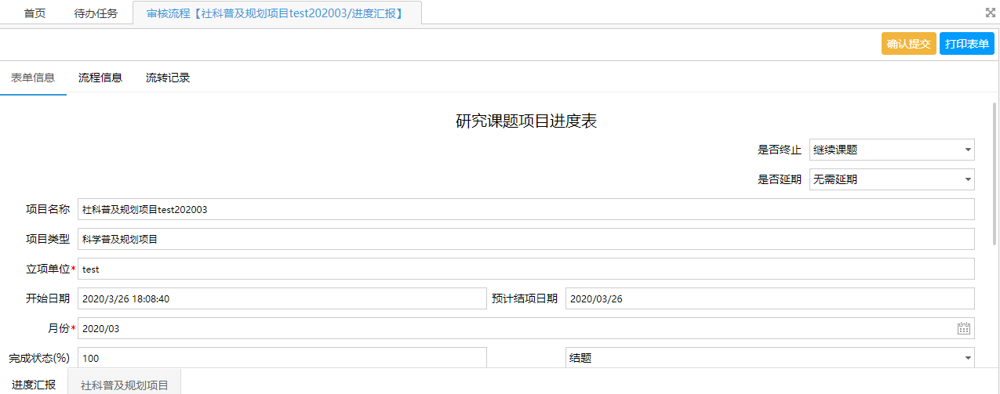 首页 待办任务 审核流程【社科普及规划项目test202003/进度汇报】
确认提交 打印表单
表单信息 流程信息 流转记录
研究课题项目进度表
是否终止 继续课题
是否延期 无需延期
项目名称 社科普及规划项目test202003
项目类型 科学普及规划项目
立项单位* test
开始日期 2020/3/26 18:08:40 预计结项日期 2020/03/26
月份* 2020/03
完成状态(%) 100 结题
进度汇报 社科普及规划项目